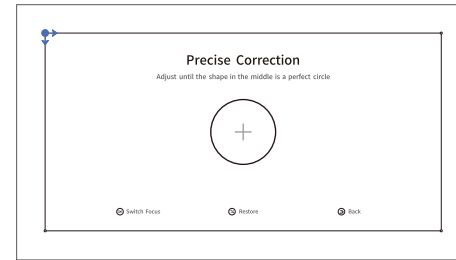 Precise Correction
Adjust until the shape in the middle is a perfect circle
Switch Focus Restore Back